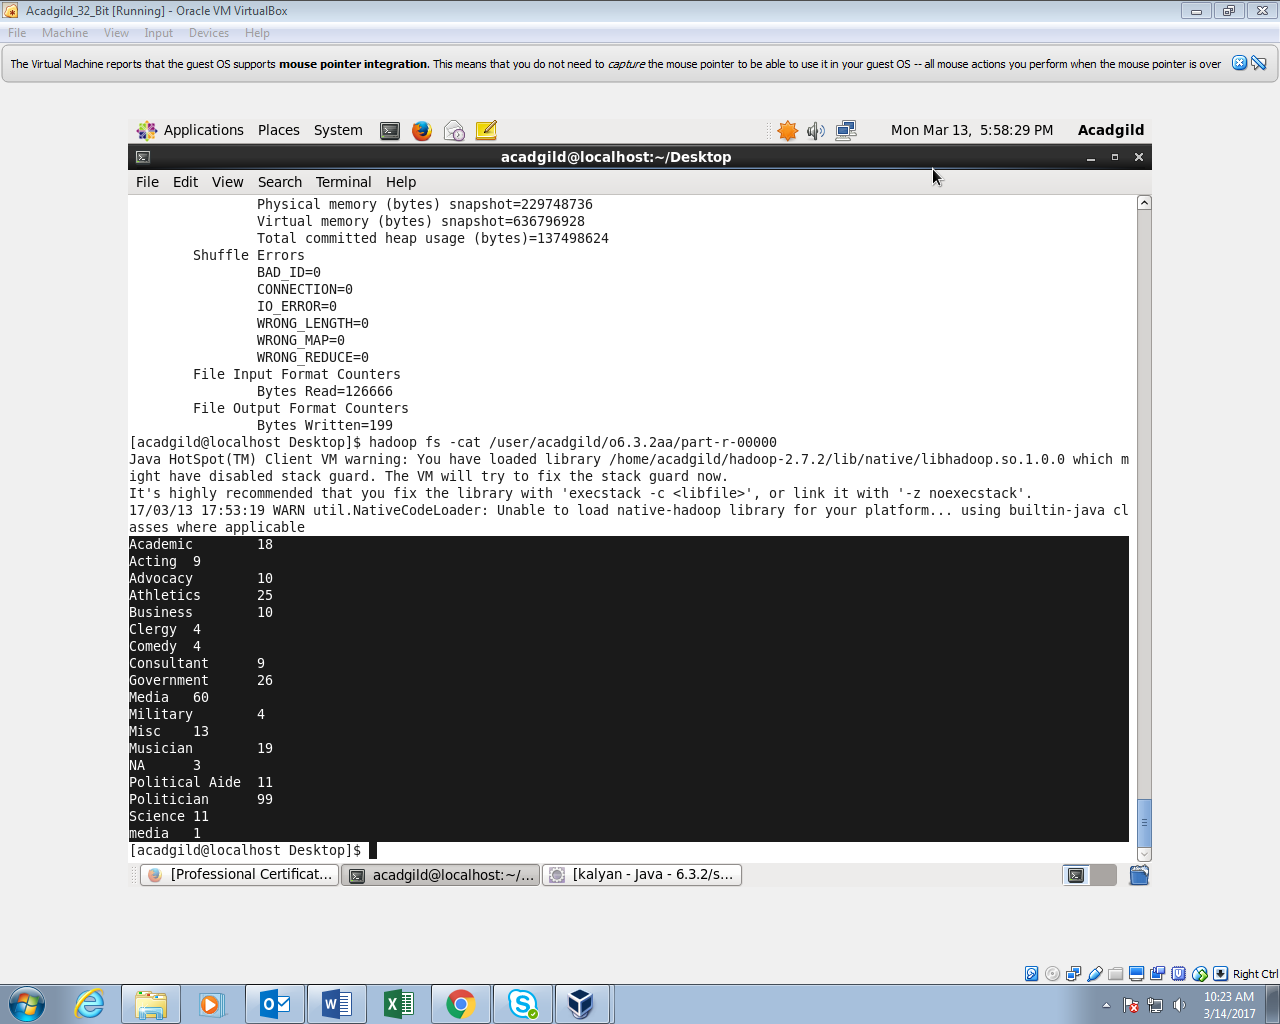 Acadgild_32_Bit [Running] - Oracle VM VirtualBox
File Machine View Input Devices Help
The Virtual Machine reports that the guest OS supports mouse pointer integration. This means that you do not need to capture the mouse pointer to be able to use it in your guest OS -- all mouse actions you perform when the mouse pointer is over
Applications Places System Mon Mar 13, 5:58:29 PM Acadgild
acadgild@localhost:~/Desktop
File Edit View Search Terminal Help
Physical memory (bytes) snapshot=229748736
Virtual memory (bytes) snapshot=636796928
Total committed heap usage (bytes)=137498624
Shuffle Errors
BAD_ID=0
CONNECTION=0
IO_ERROR=0
WRONG_LENGTH=0
WRONG_MAP=0
WRONG_REDUCE=0
File Input Format Counters
Bytes Read=126666
File Output Format Counters
Bytes Written=199
[acadgild@localhost Desktop]$ hadoop fs -cat /user/acadgild/o6.3.2aa/part-r-00000
Java HotSpot(TM) Client VM warning: You have loaded library /home/acadgild/hadoop-2.7.2/lib/native/libhadoop.so.1.0.0 which m
ight have disabled stack guard. The VM will try to fix the stack guard now.
It's highly recommended that you fix the library with 'execstack -c <libfile>', or link it with '-z noexecstack'.
17/03/13 17:53:19 WARN util.NativeCodeLoader: Unable to load native-hadoop library for your platform... using builtin-java cl
asses where applicable
Academic 18
Acting 9
Advocacy 10
Athletics 25
Business 10
Clergy 4
Comedy 4
Consultant 9
Government 26
Media 60
Military 4
Misc 13
Musician 19
NA 3
Political Aide 11
Politician 99
Science 11
media 1
[acadgild@localhost Desktop]$
[Professional Certificat... acadgild@localhost:~/... [kalyan - Java - 6.3.2/s...
Right Ctrl
10:23 AM
3/14/2017